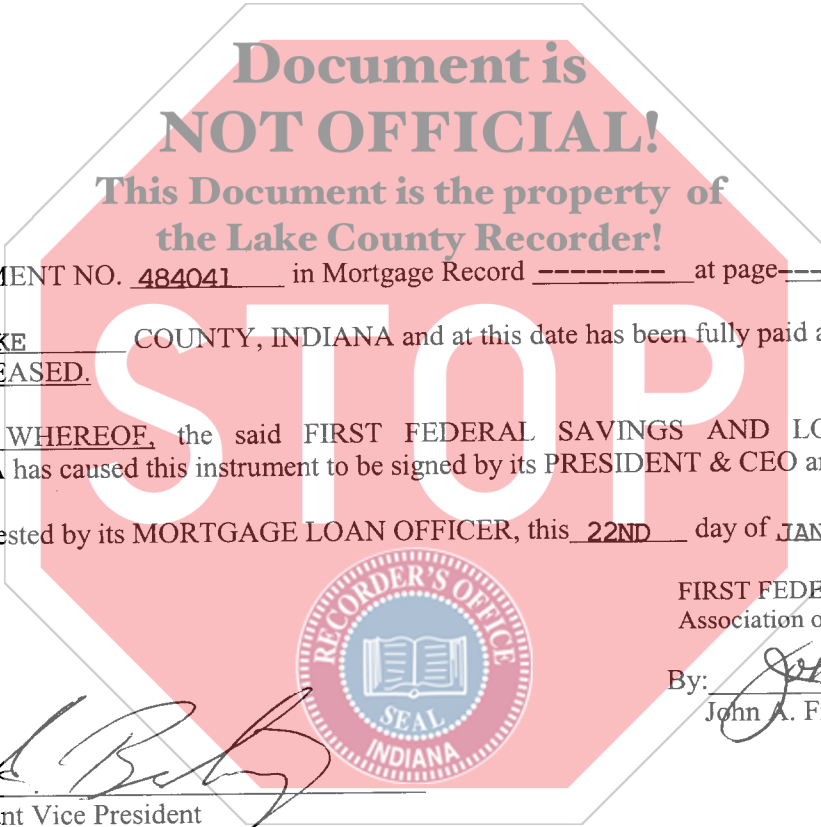 Document is
NOT OFFICIAL!
This Document is the property of
the Lake County Recorder!
MENT NO. 484041 in Mortgage Record --------- at page---
KE COUNTY, INDIANA and at this date has been fully paid a
EASED.
WHEREOF, the said FIRST FEDERAL SAVINGS AND LO
A has caused this instrument to be signed by its PRESIDENT & CEO an
ested by its MORTGAGE LOAN OFFICER, this 22ND day of JAN
STOP
FIRST FEDE
Association o
By:
John A. F
RECORDER'S OFFICE
SEAL
INDIANA
nt Vice President